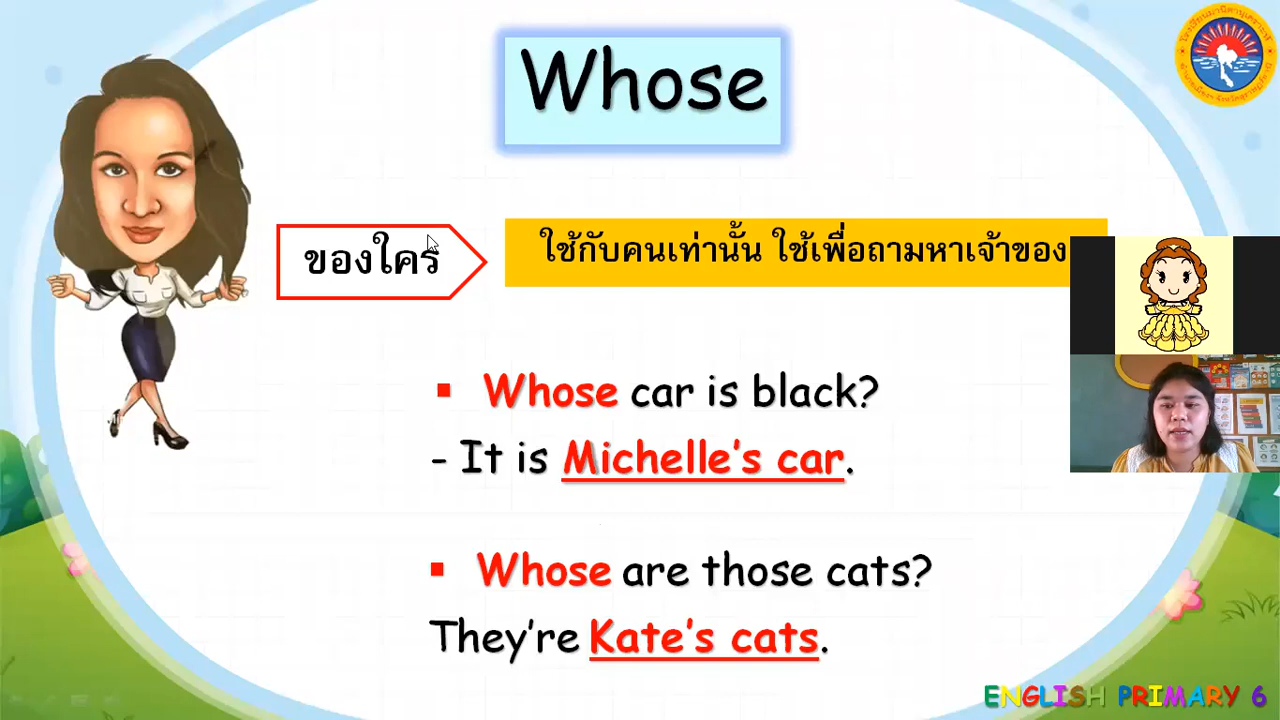 Whose
ของใคร
ใช้กับคนเท่านั้น ใช้เพื่อถามหาเจ้าของ
Whose car is black?
- It is Michelle's car.
Whose are those cats?
They're Kate's cats.
ENGLISH PRIMARY 6